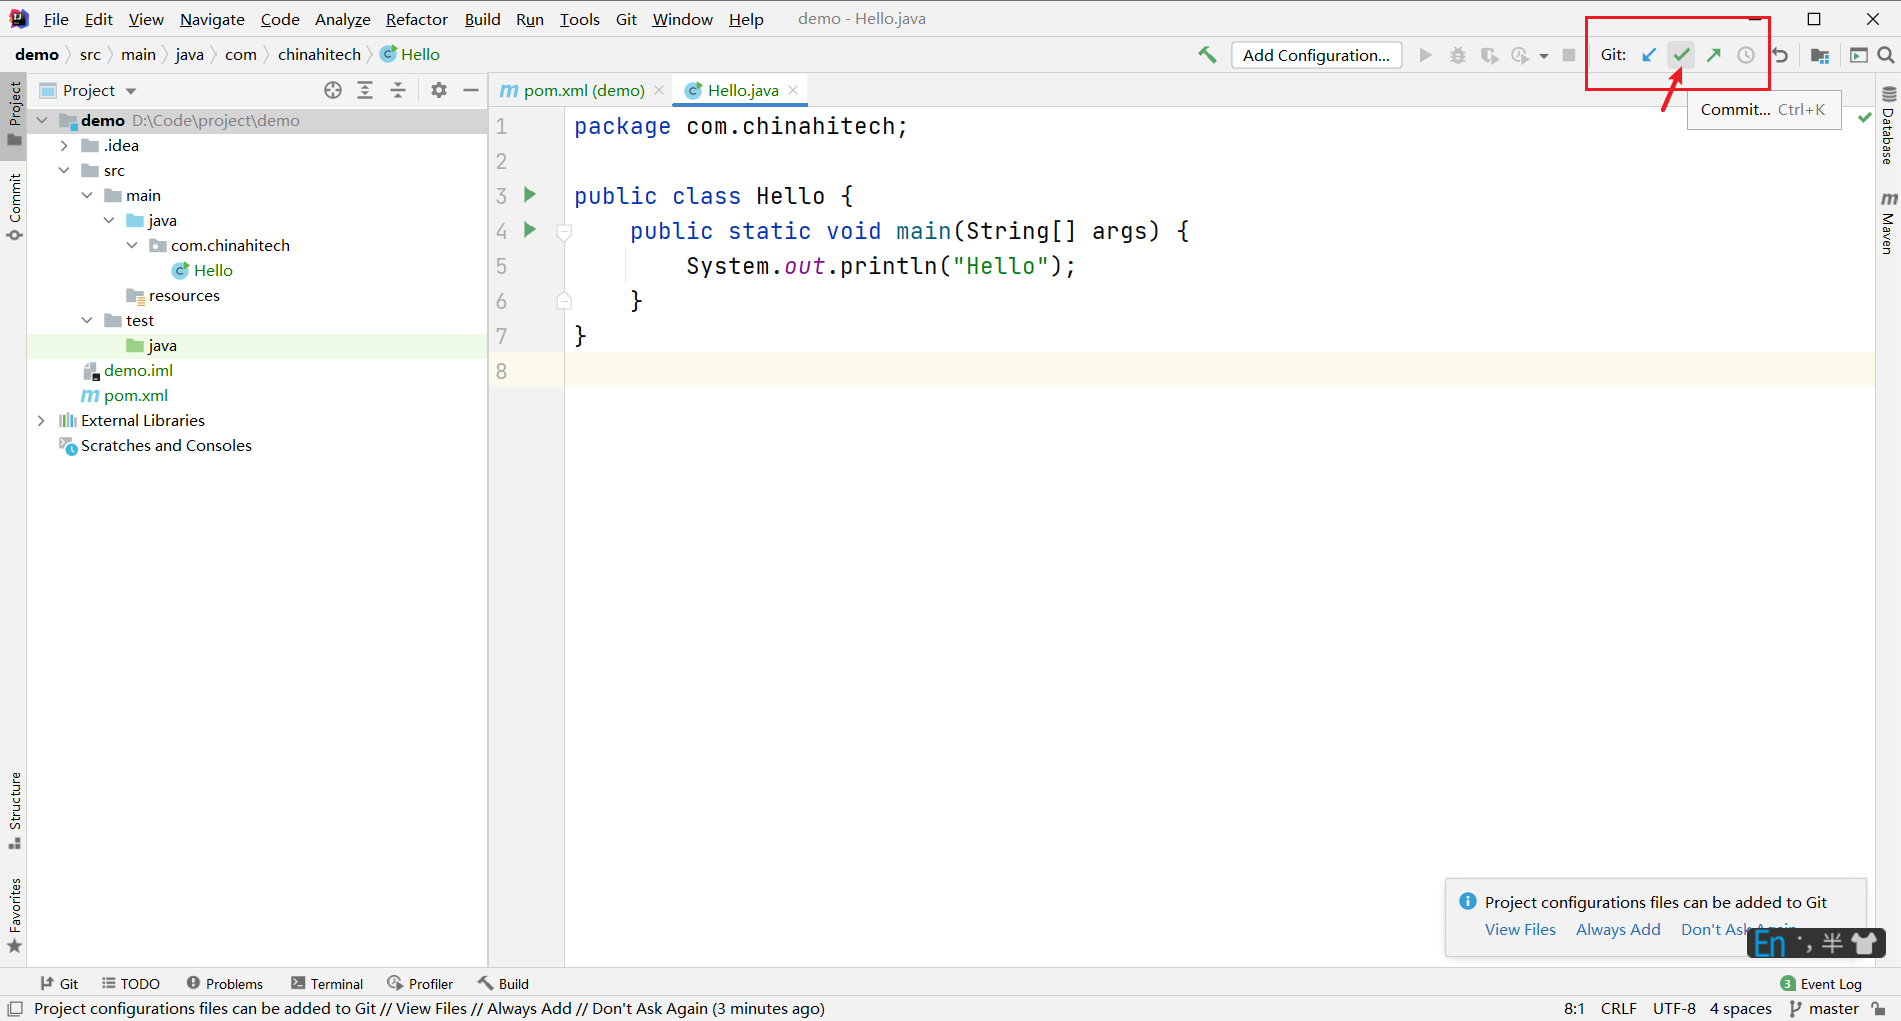 File Edit View Navigate Code Analyze Refactor Build Run Tools Git Window Help demo - Hello.java
demo src main java com chinahitech Hello Add Configuration... Git:
Commit... Ctrl+K
Project
pom.xml (demo) Hello.java
demo D:\Code\project\demo
.idea
src
main
java
com.chinahitech
Hello
resources
test
java
demo.iml
pom.xml
External Libraries
Scratches and Consoles
1 package com.chinahitech;
2
3 public class Hello {
4 public static void main(String[] args) {
5 System.out.println("Hello");
6 }
7 }
8
Project
Commit
Structure
Favorites
Database
m Maven
Project configurations files can be added to Git
View Files Always Add Don't Ask Again
En 半
Git TODO Problems Terminal Profiler Build 3 Event Log
Project configurations files can be added to Git // View Files // Always Add // Don't Ask Again (3 minutes ago) 8:1 CRLF UTF-8 4 spaces master